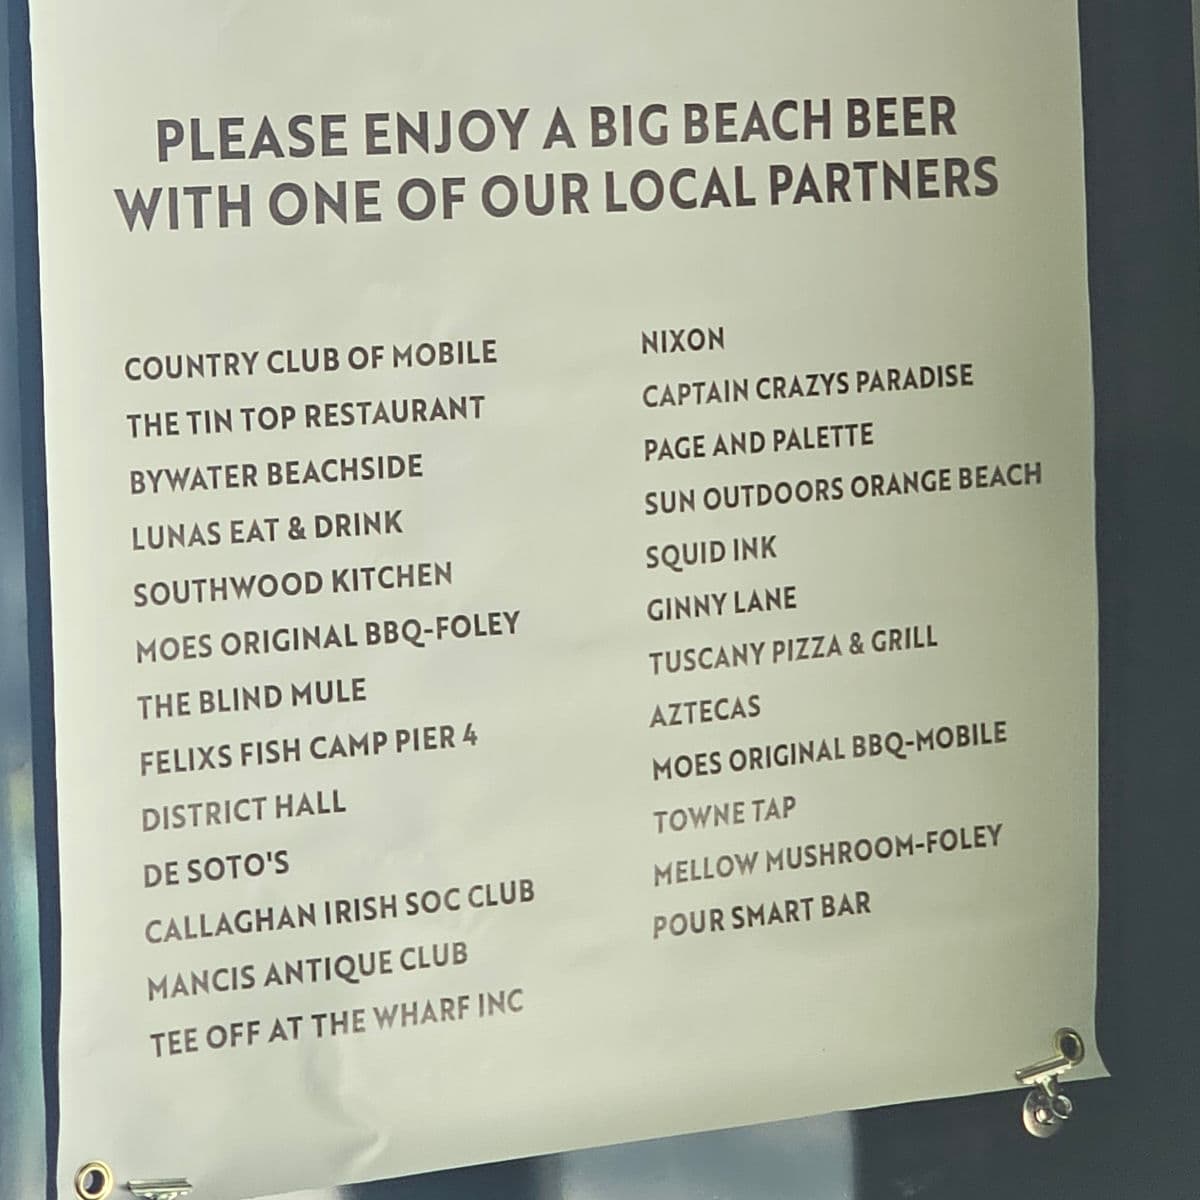 PLEASE ENJOY A BIG BEACH BEER
WITH ONE OF OUR LOCAL PARTNERS
COUNTRY CLUB OF MOBILE
THE TIN TOP RESTAURANT
BYWATER BEACHSIDE
LUNAS EAT & DRINK
SOUTHWOOD KITCHEN
MOES ORIGINAL BBQ-FOLEY
THE BLIND MULE
FELIXS FISH CAMP PIER 4
DISTRICT HALL
DE SOTO'S
CALLAGHAN IRISH SOC CLUB
MANCIS ANTIQUE CLUB
TEE OFF AT THE WHARF INC
NIXON
CAPTAIN CRAZYS PARADISE
PAGE AND PALETTE
SUN OUTDOORS ORANGE BEACH
SQUID INK
GINNY LANE
TUSCANY PIZZA & GRILL
AZTECAS
MOES ORIGINAL BBQ-MOBILE
TOWNE TAP
MELLOW MUSHROOM-FOLEY
POUR SMART BAR